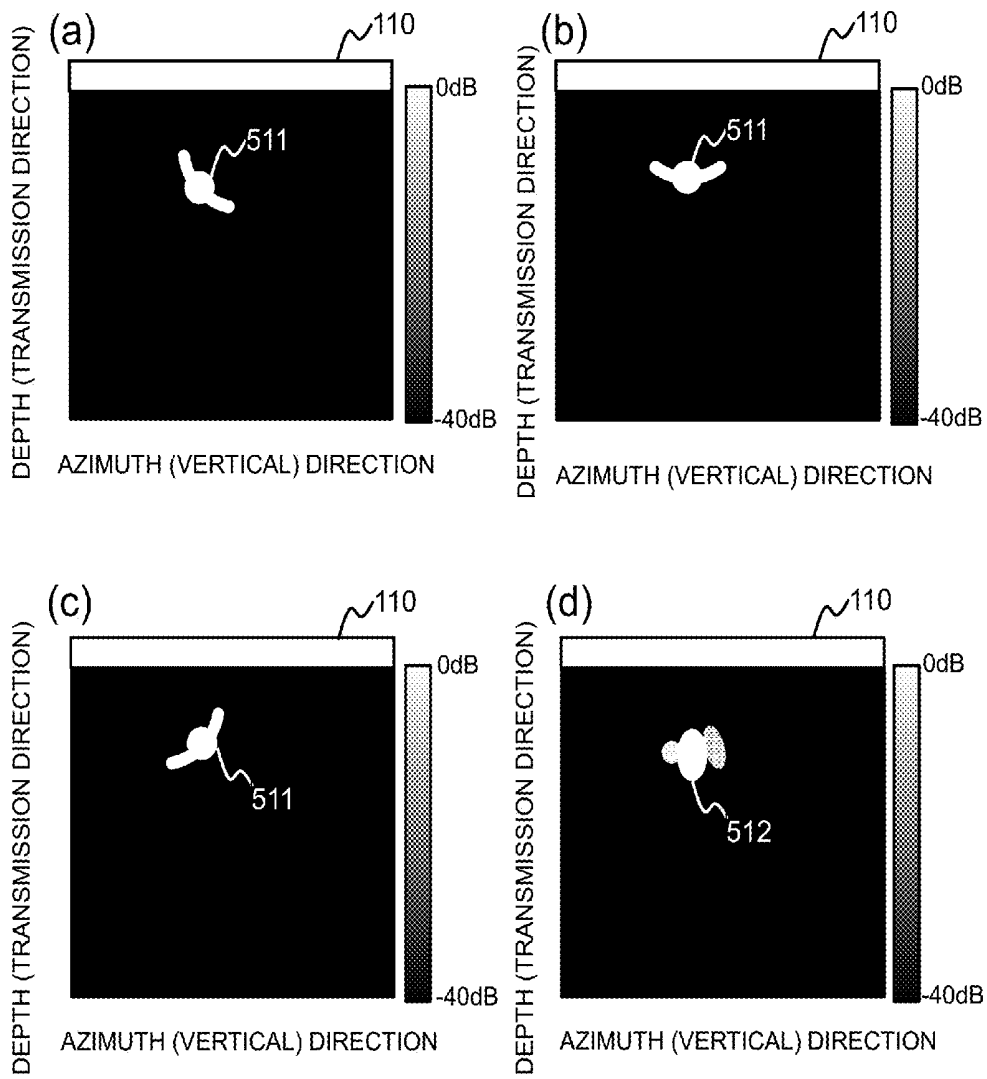 (a)
110
0dB
511
-40dB
DEPTH (TRANSMISSION DIRECTION)
AZIMUTH (VERTICAL) DIRECTION
(b)
110
0dB
511
-40dB
DEPTH (TRANSMISSION DIRECTION)
AZIMUTH (VERTICAL) DIRECTION
(c)
110
0dB
511
-40dB
DEPTH (TRANSMISSION DIRECTION)
AZIMUTH (VERTICAL) DIRECTION
(d)
110
0dB
512
-40dB
DEPTH (TRANSMISSION DIRECTION)
AZIMUTH (VERTICAL) DIRECTION